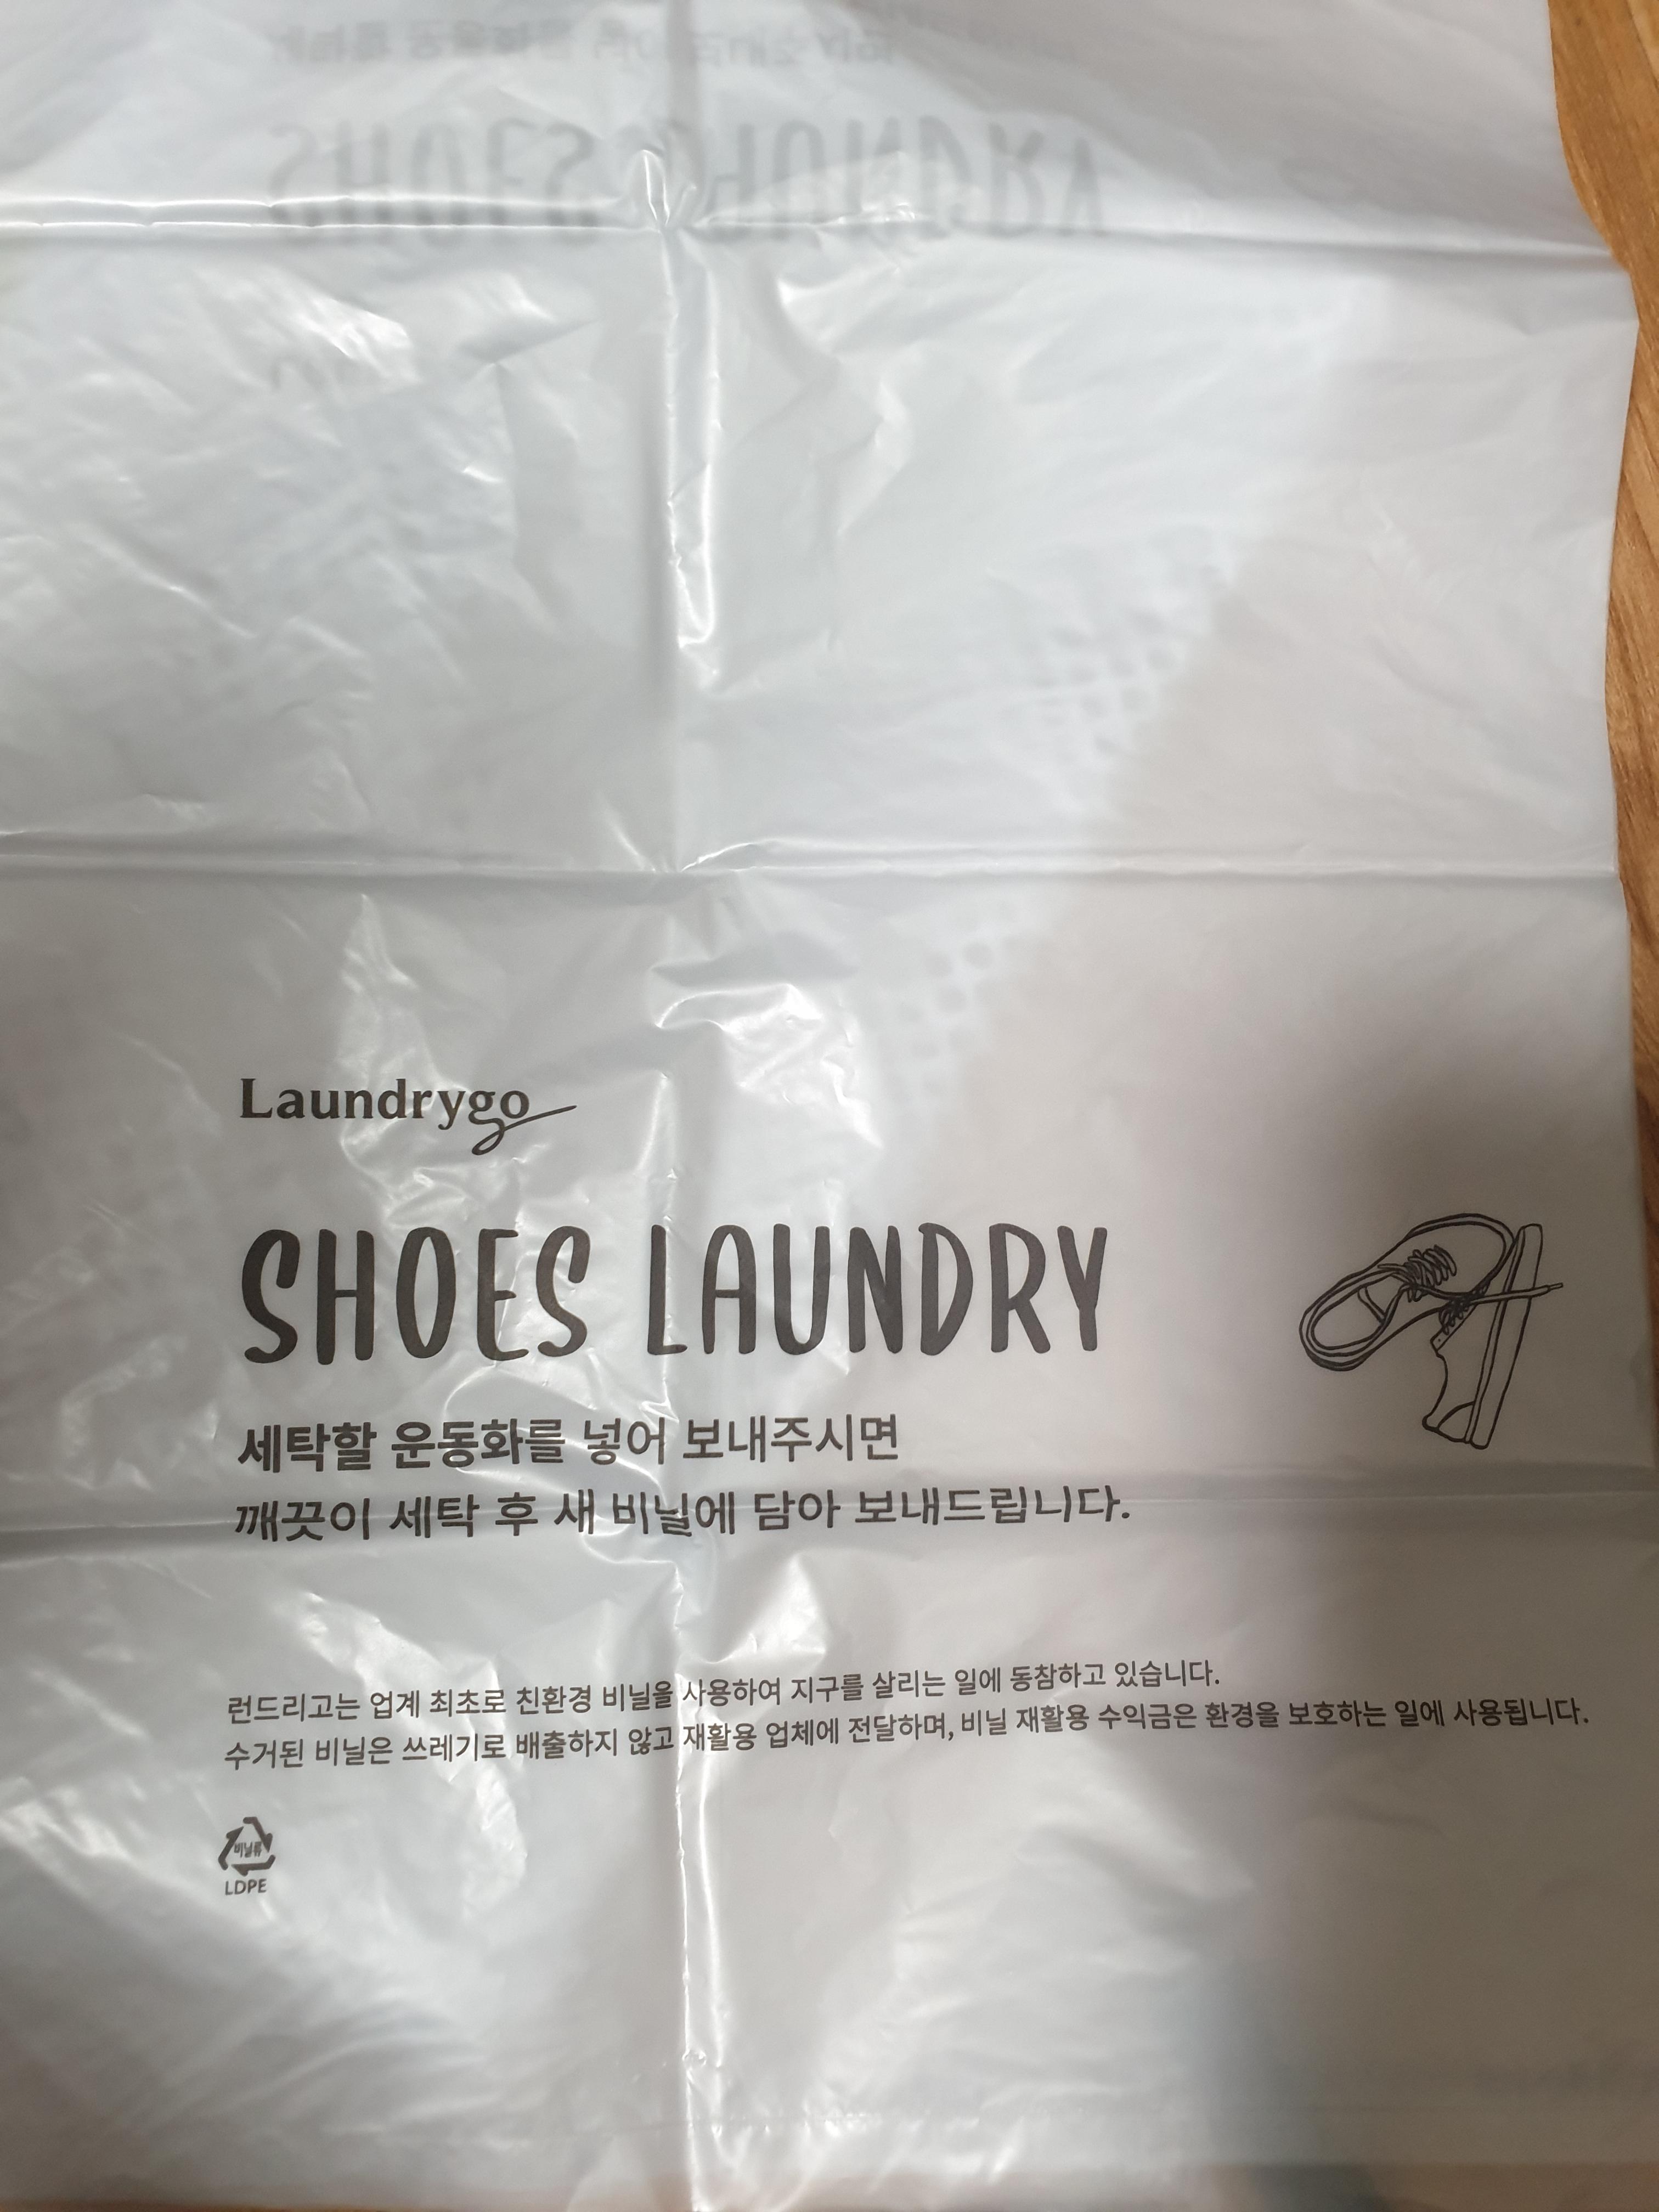 Laundrygo
SHOES LAUNDRY
세탁할 운동화를 넣어 보내주시면
깨끗이 세탁 후 새 비닐에 담아 보내드립니다.
런드리고는 업계 최초로 친환경 비닐을 사용하여 지구를 살리는 일에 동참하고 있습니다.
수거된 비닐은 쓰레기로 배출하지 않고 재활용 업체에 전달하며, 비닐 재활용 수익금은 환경을 보호하는 일에 사용됩니다.
비닐류
LDPE